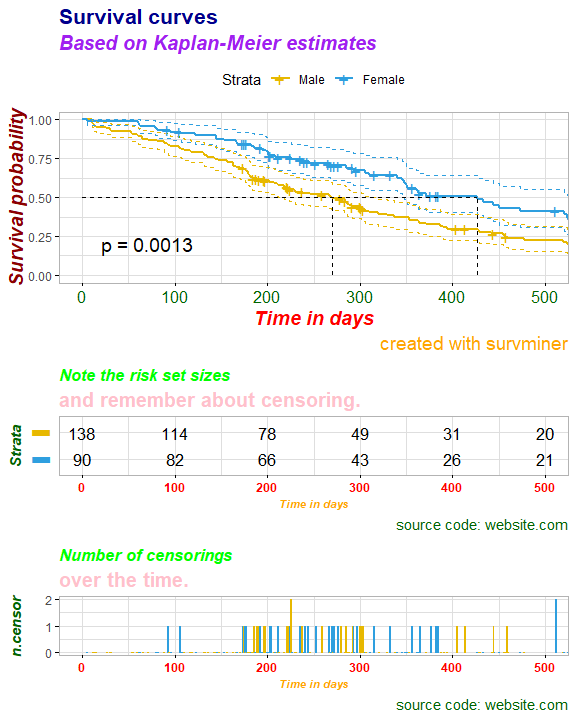 Survival curves
Based on Kaplan-Meier estimates
Strata Male Female
Survival probability
1.00
0.75
0.50
0.25
0.00
p = 0.0013
0 100 200 300 400 500
Time in days
created with survminer
Note the risk set sizes
and remember about censoring.
Strata
138 114 78 49 31 20
90 82 66 43 26 21
0 100 200 300 400 500
Time in days
source code: website.com
Number of censorings
over the time.
n.censor
2
1
0
0 100 200 300 400 500
Time in days
source code: website.com